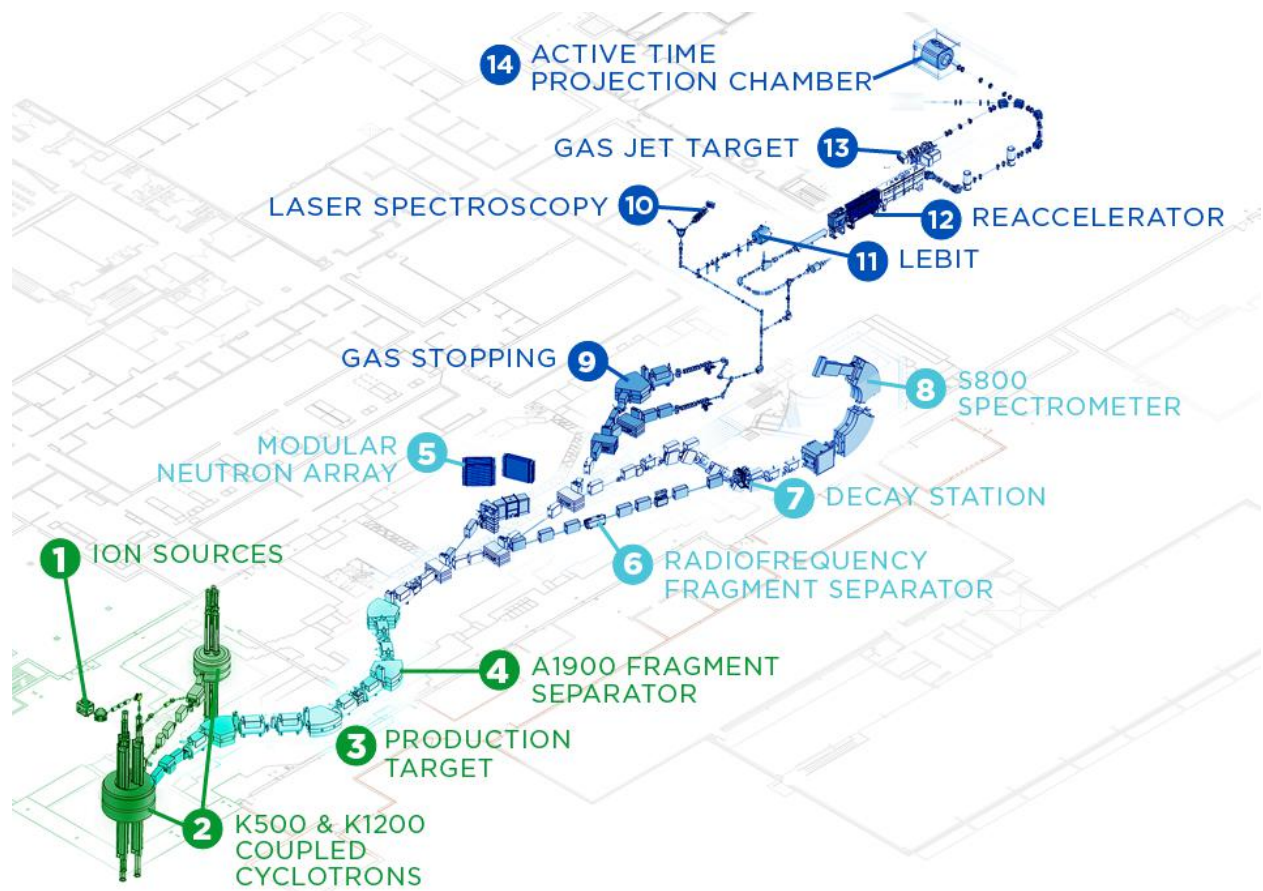 14 ACTIVE TIME
PROJECTION CHAMBER
GAS JET TARGET 13
LASER SPECTROSCOPY 10
12 REACCELERATOR
11 LEBIT
GAS STOPPING 9
8 S800
SPECTROMETER
MODULAR
NEUTRON ARRAY 5
7 DECAY STATION
1 ION SOURCES
6 RADIOFREQUENCY
FRAGMENT SEPARATOR
4 A1900 FRAGMENT
SEPARATOR
3 PRODUCTION
TARGET
2 K500 & K1200
COUPLED
CYCLOTRONS